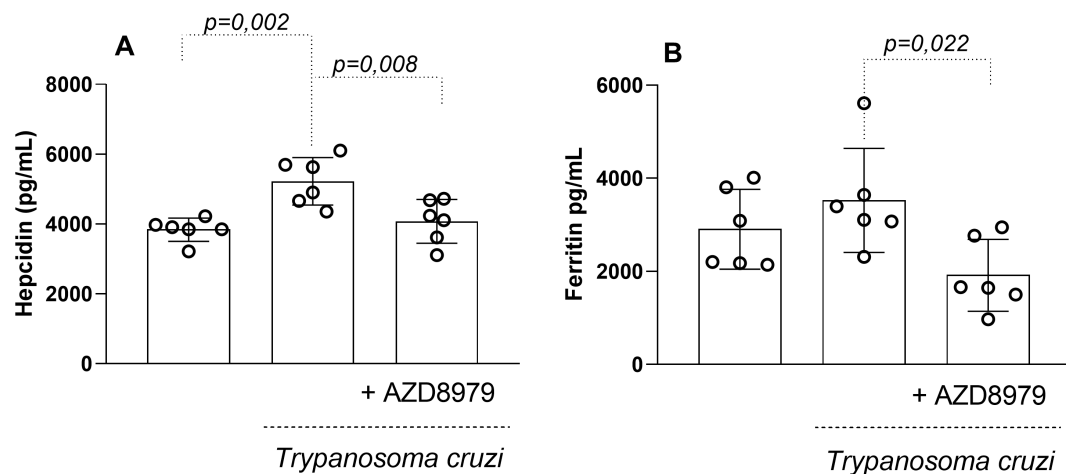 A
p=0,002
p=0,008
Hepcidin (pg/mL)
8000
6000
4000
2000
0
+ AZD8979
Trypanosoma cruzi
B
p=0,022
Ferritin pg/mL
6000
4000
2000
0
+ AZD8979
Trypanosoma cruzi